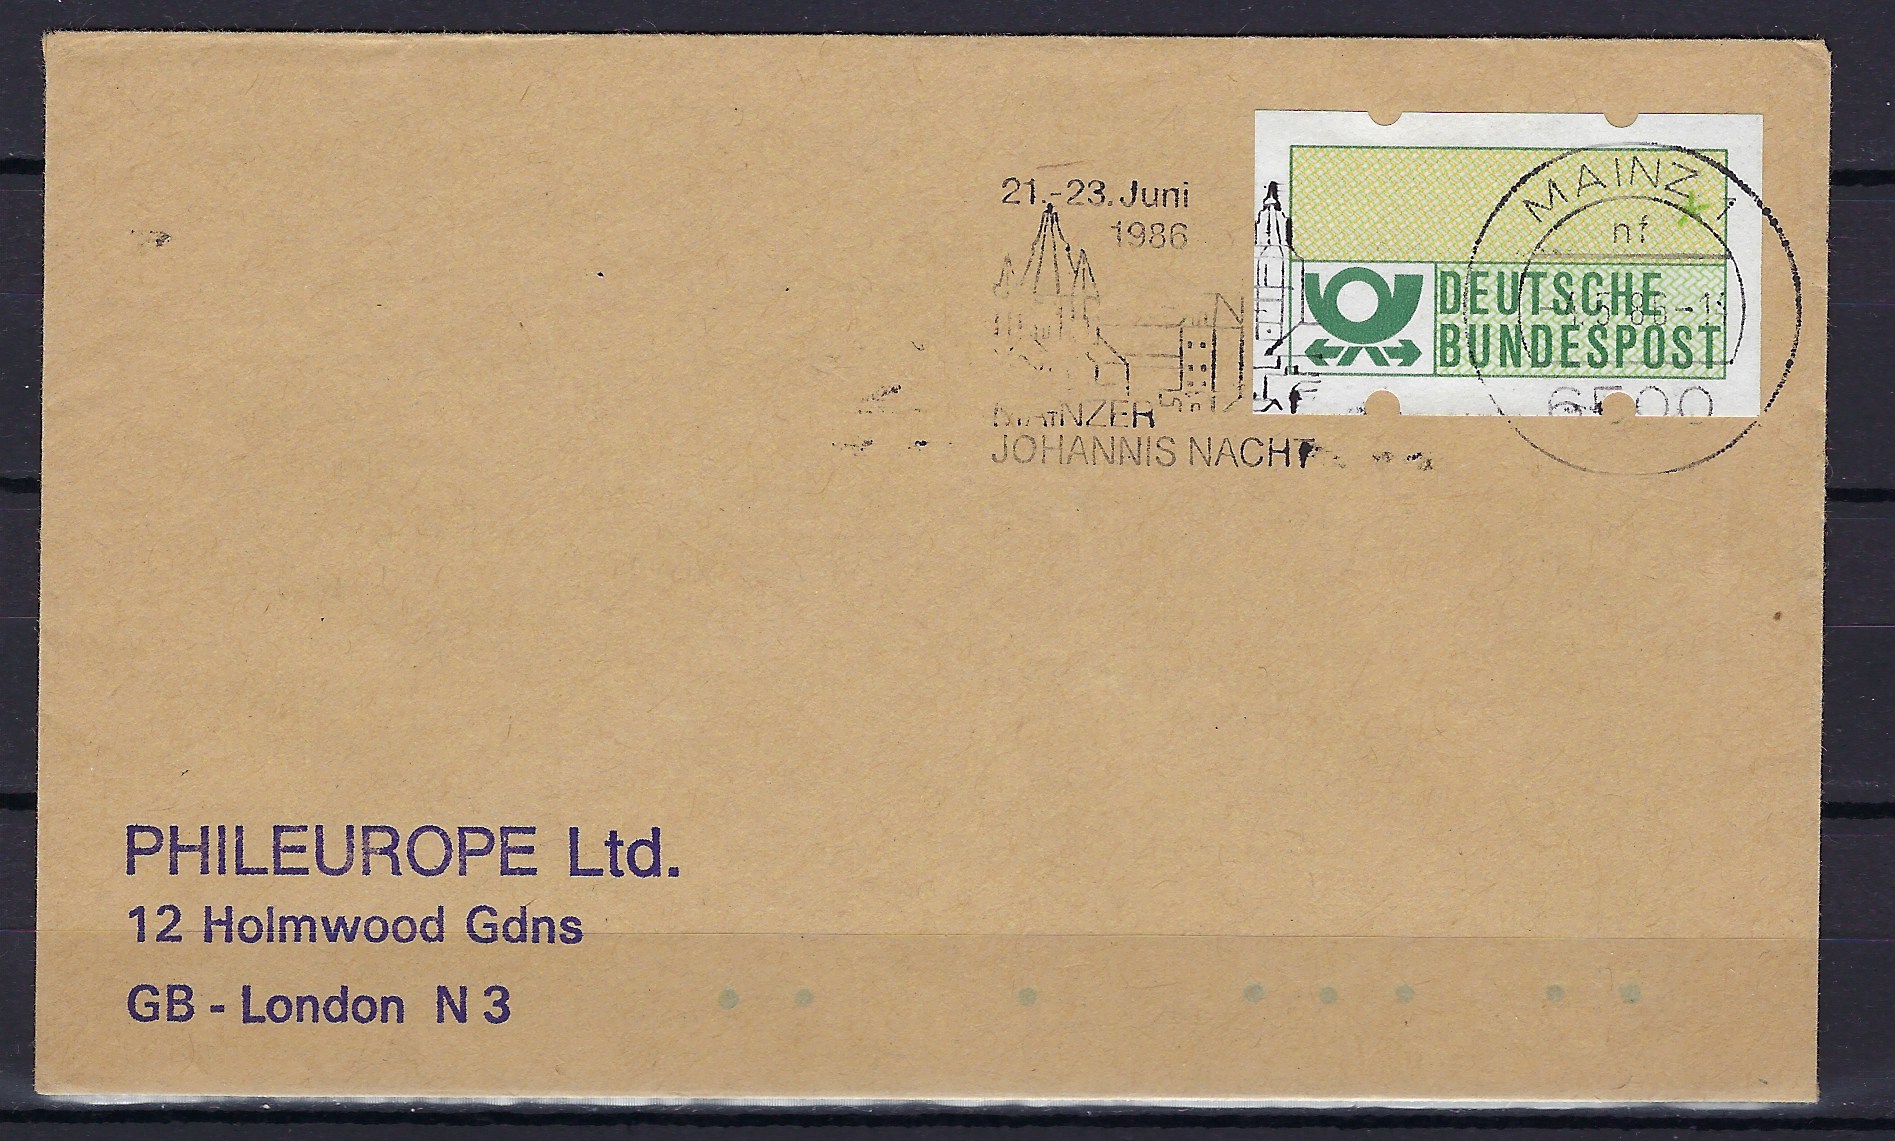 21.-23. Juni
1986
MAINZER
JOHANNIS NACHT
DEUTSCHE
BUNDESPOST
MAINZ 1
nf
6500
PHILEUROPE Ltd.
12 Holmwood Gdns
GB - London N 3